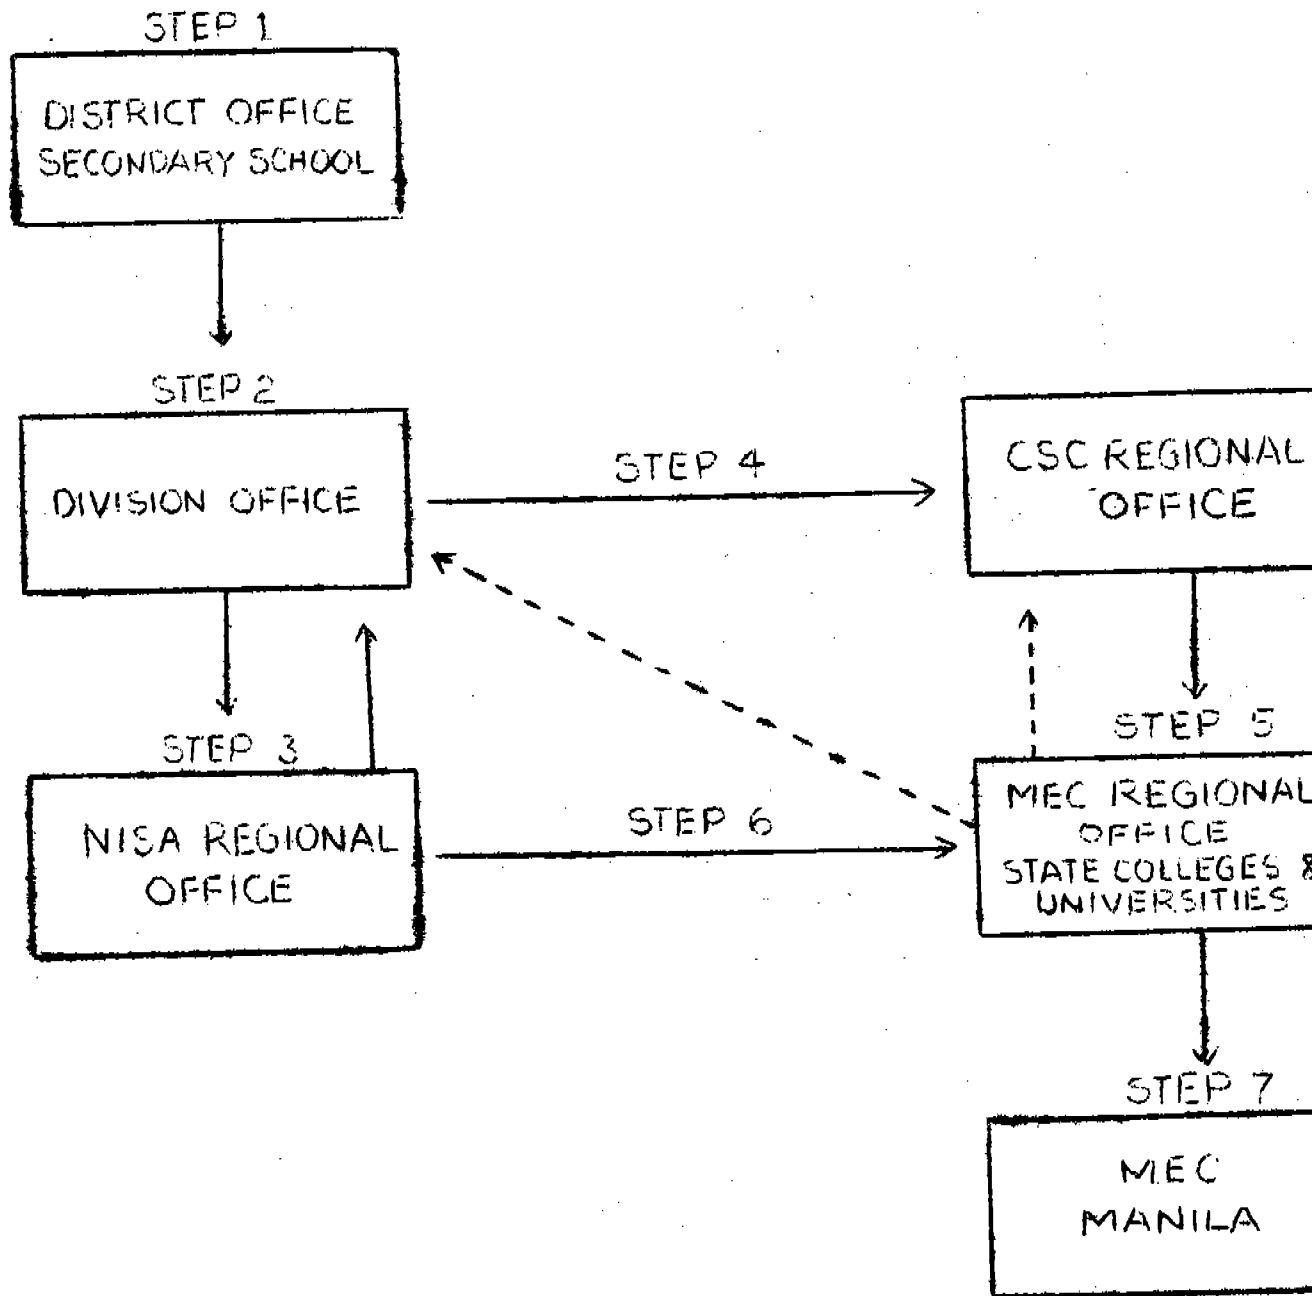 STEP 1
DISTRICT OFFICE
SECONDARY SCHOOL
STEP 2
DIVISION OFFICE
STEP 4
CSC REGIONAL
OFFICE
STEP 3
NISA REGIONAL
OFFICE
STEP 6
STEP 5
MEC REGIONAL
OFFICE
STATE COLLEGES &
UNIVERSITIES
STEP 7
MEC
MANILA